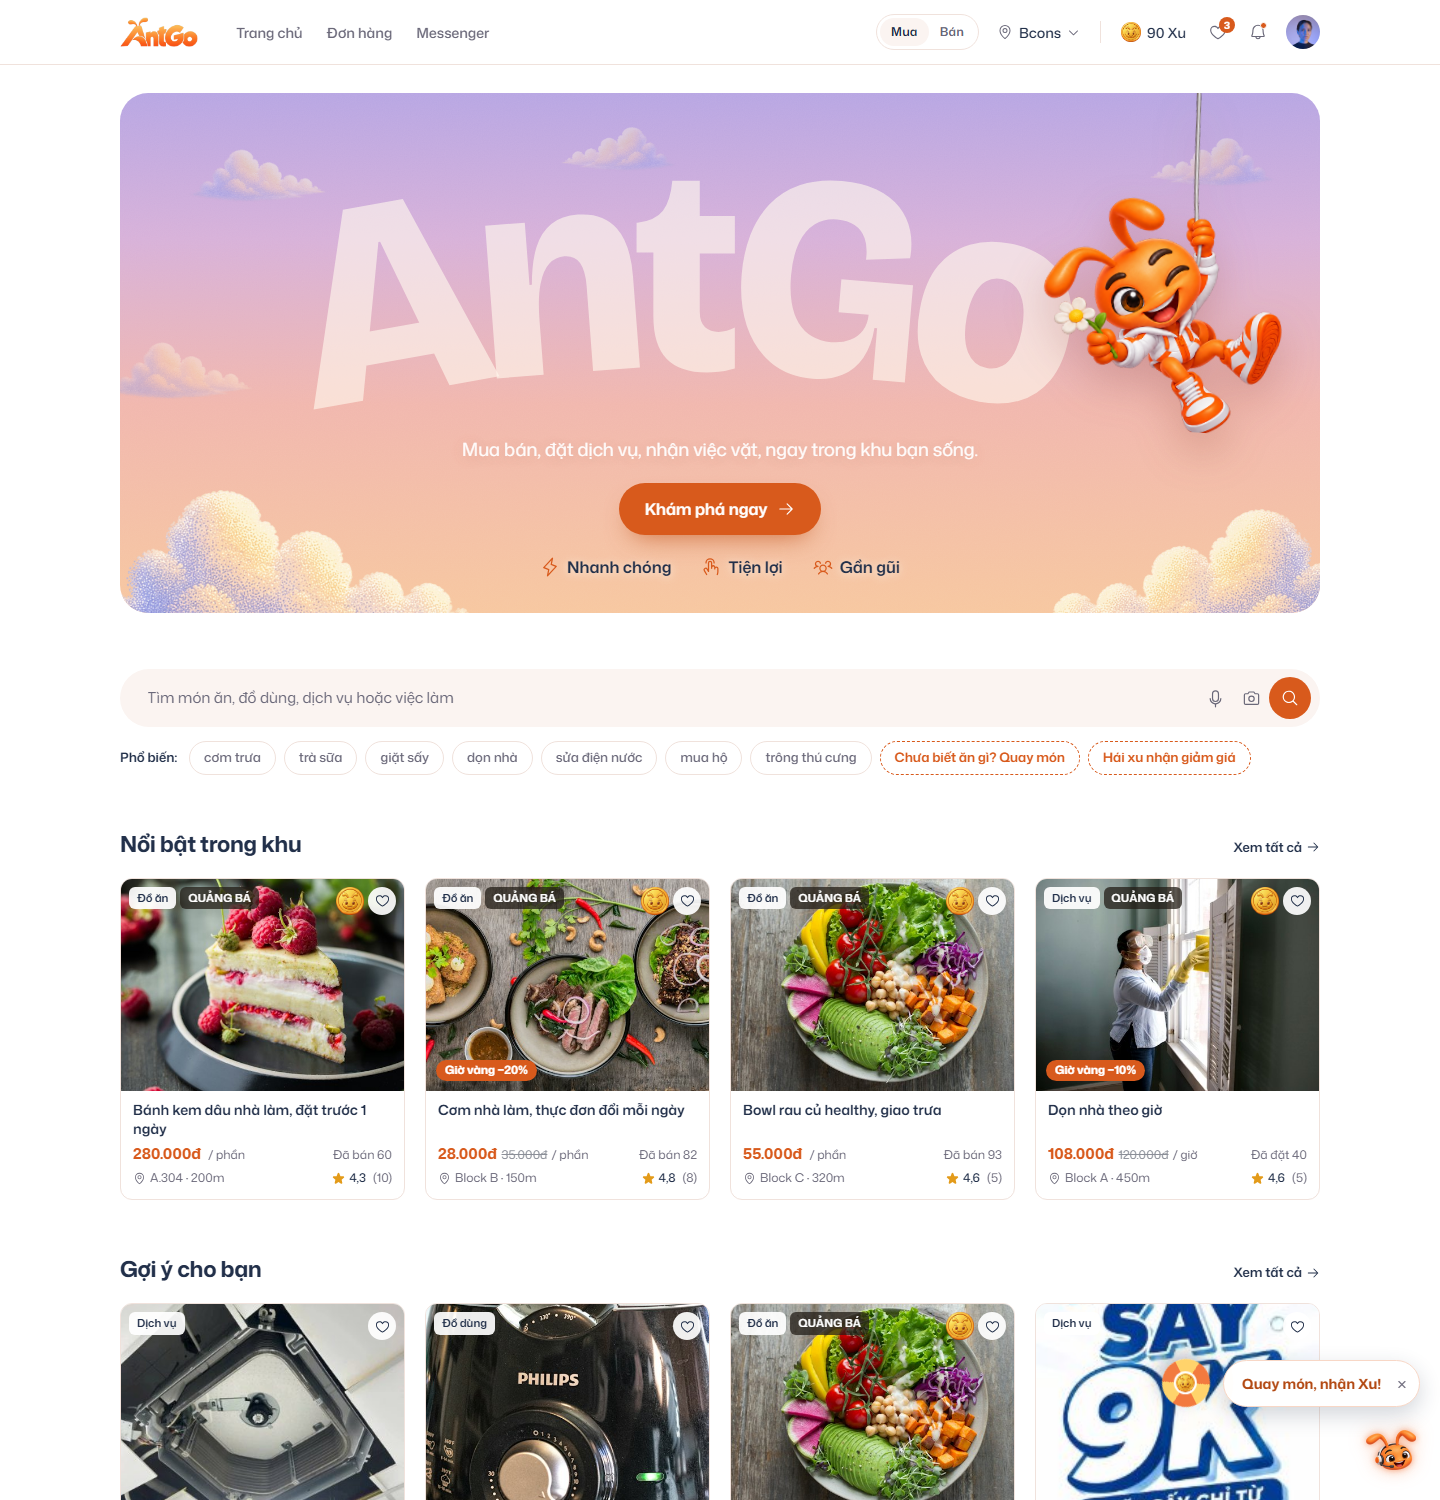 AntGo
Trang chủ
Đơn hàng
Messenger
Mua
Bán
Bcons
90 Xu
3
AntGo
Mua bán, đặt dịch vụ, nhận việc vặt, ngay trong khu bạn sống.
Khám phá ngay
Nhanh chóng
Tiện lợi
Gần gũi
Tìm món ăn, đồ dùng, dịch vụ hoặc việc làm
Phổ biến:
cơm trưa
trà sữa
giặt sấy
dọn nhà
sửa điện nước
mua hộ
trông thú cưng
Chưa biết ăn gì? Quay món
Hái xu nhận giảm giá
Nổi bật trong khu
Xem tất cả
Đồ ăn
QUẢNG BÁ
Bánh kem dâu nhà làm, đặt trước 1
ngày
280.000đ / phần
Đã bán 60
A.304 · 200m
4,3 (10)
Đồ ăn
QUẢNG BÁ
Giờ vàng −20%
Cơm nhà làm, thực đơn đổi mỗi ngày
28.000đ 35.000đ / phần
Đã bán 82
Block B · 150m
4,8 (8)
Đồ ăn
QUẢNG BÁ
Bowl rau củ healthy, giao trưa
55.000đ / phần
Đã bán 93
Block C · 320m
4,6 (5)
Dịch vụ
QUẢNG BÁ
Giờ vàng −10%
Dọn nhà theo giờ
108.000đ 120.000đ / giờ
Đã đặt 40
Block A · 450m
4,6 (5)
Gợi ý cho bạn
Xem tất cả
Dịch vụ
Đồ dùng
PHILIPS
Đồ ăn
QUẢNG BÁ
Dịch vụ
SAY
9K
Quay món, nhận Xu!